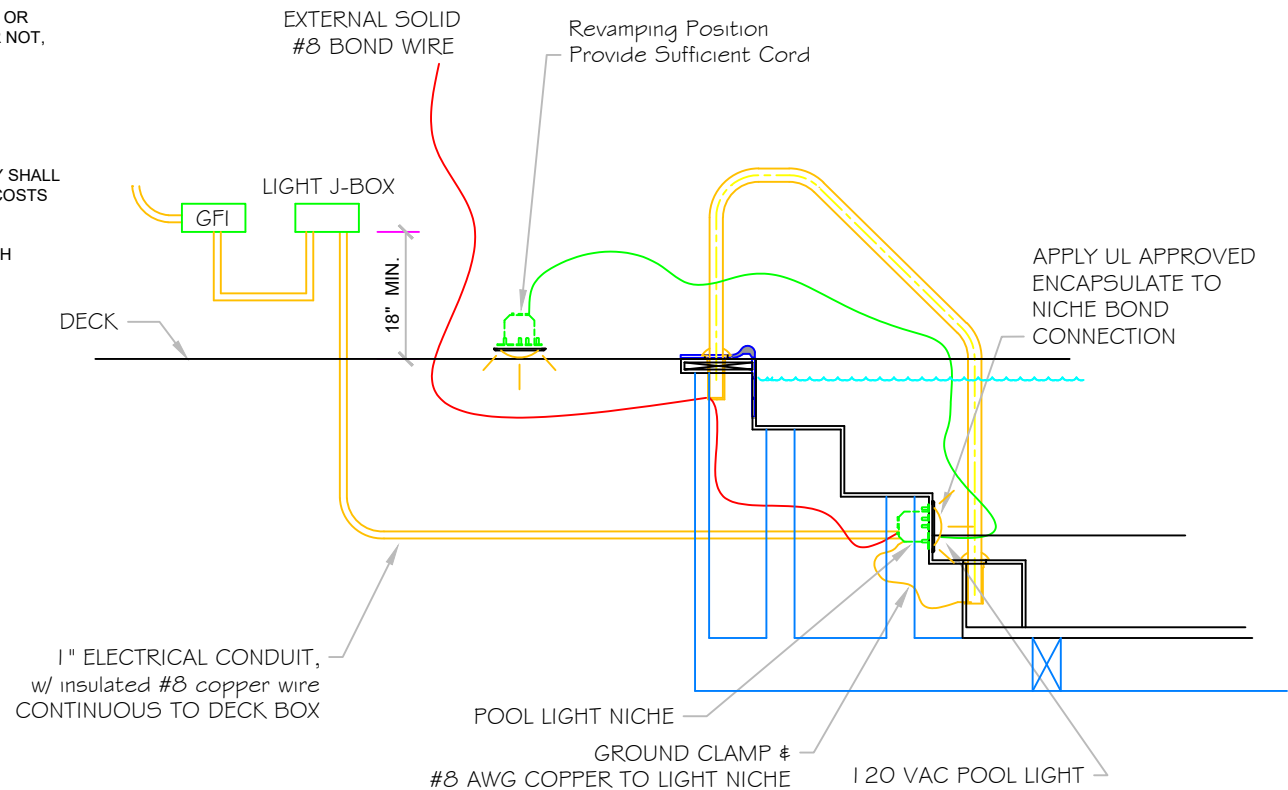 OR
NOT,
SHALL
COSTS
EXTERNAL SOLID
#8 BOND WIRE
Revamping Position
Provide Sufficient Cord
LIGHT J-BOX
GFI
18" MIN.
DECK
APPLY UL APPROVED
ENCAPSULATE TO
NICHE BOND
CONNECTION
1" ELECTRICAL CONDUIT,
w/ insulated #8 copper wire
CONTINUOUS TO DECK BOX
POOL LIGHT NICHE
GROUND CLAMP &
#8 AWG COPPER TO LIGHT NICHE
120 VAC POOL LIGHT